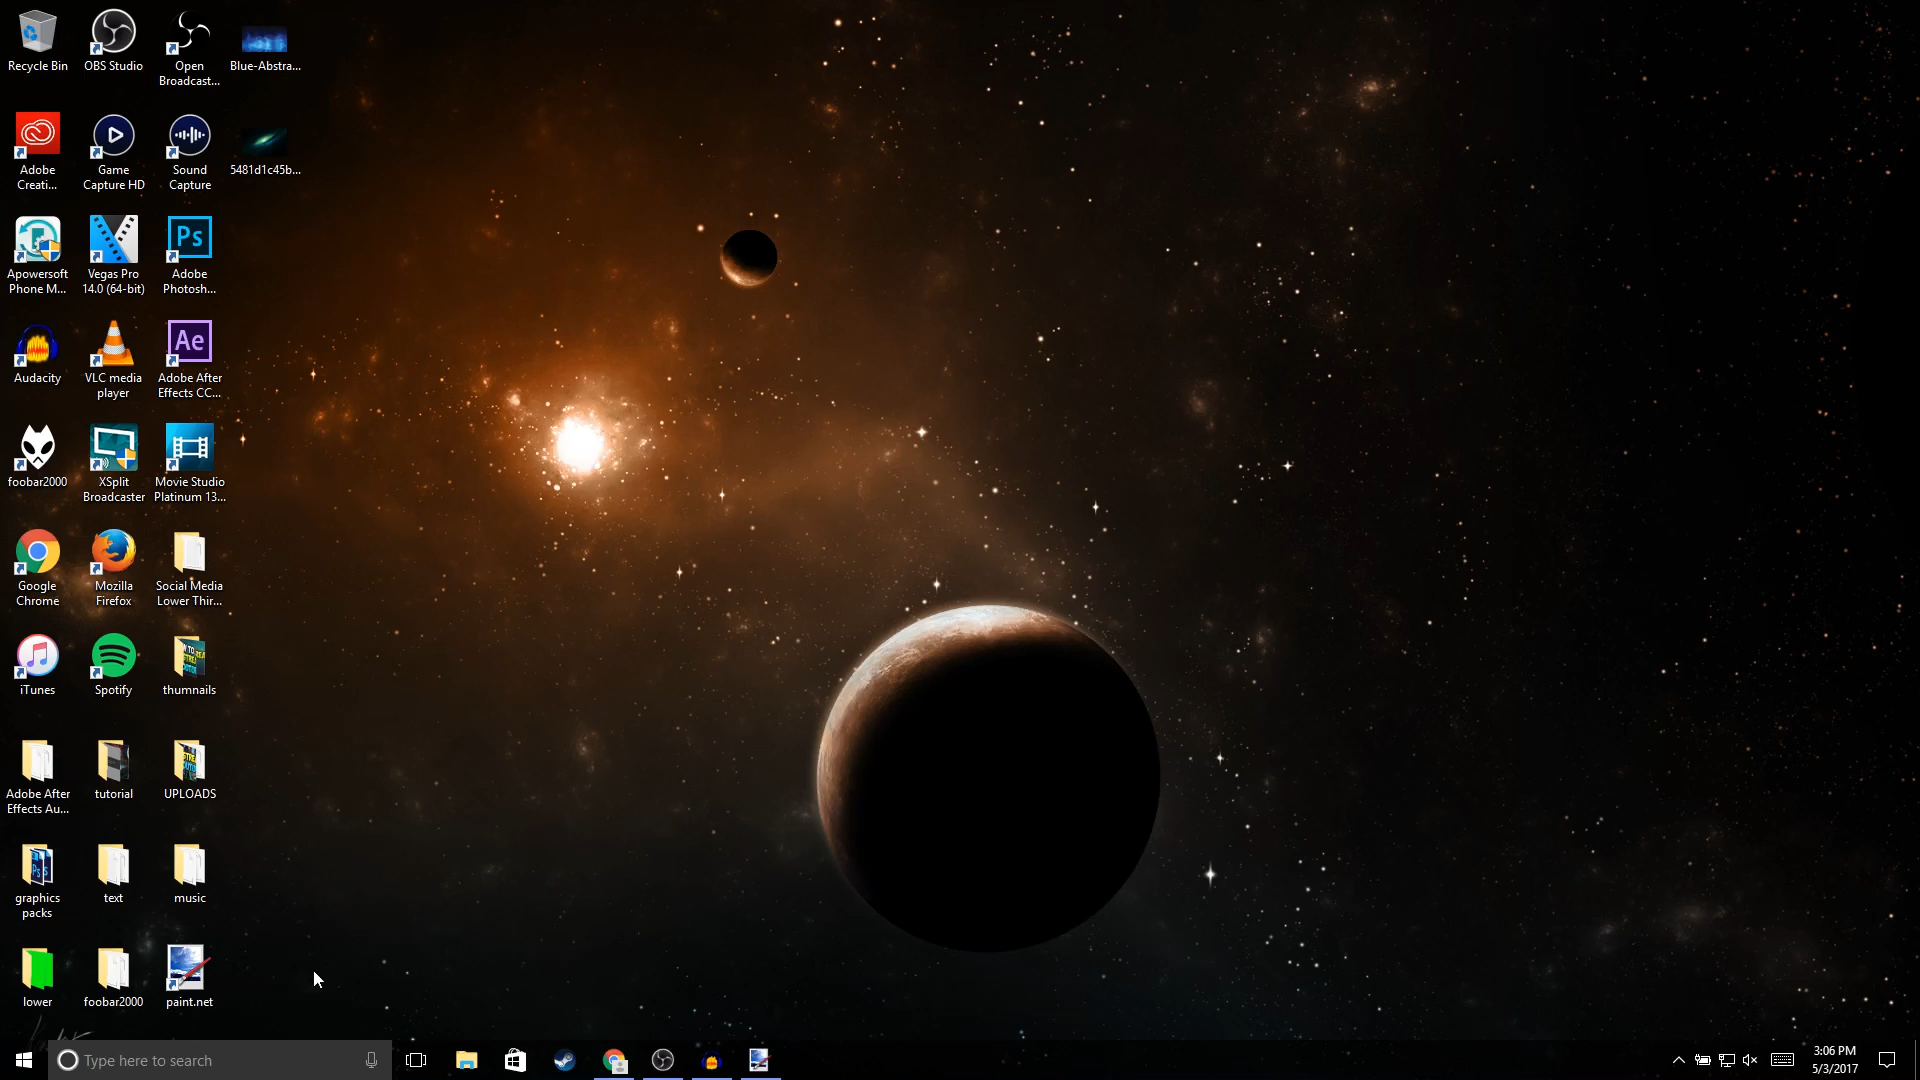 Recycle Bin
OBS Studio
Open
Broadcast...
Blue-Abstra...
Adobe
Creati...
Game
Capture HD
Sound
Capture
5481d1c45b...
Apowersoft
Phone M...
Vegas Pro
14.0 (64-bit)
Ps
Adobe
Photosh...
Audacity
VLC media
player
Ae
Adobe After
Effects CC...
foobar2000
XSplit
Broadcaster
Movie Studio
Platinum 13...
Google
Chrome
Mozilla
Firefox
Social Media
Lower Thir...
iTunes
Spotify
thumnails
Adobe After
Effects Au...
tutorial
UPLOADS
graphics
packs
text
music
lower
foobar2000
paint.net
Type here to search
3:06 PM
5/3/2017